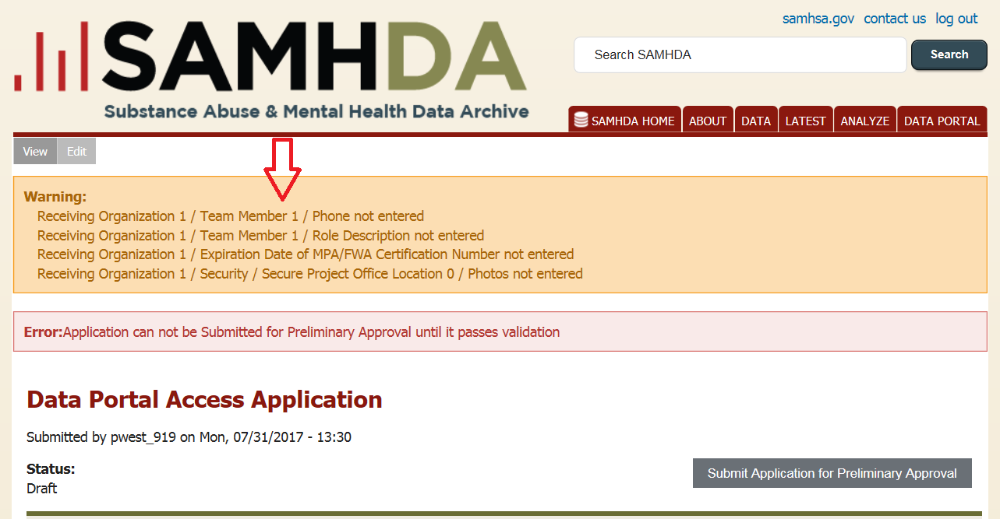 samhsa.gov contact us log out
SAMHDA
Substance Abuse & Mental Health Data Archive
Search SAMHDA
Search
SAMHDA HOME ABOUT DATA LATEST ANALYZE DATA PORTAL
View Edit
Warning:
Receiving Organization 1 / Team Member 1 / Phone not entered
Receiving Organization 1 / Team Member 1 / Role Description not entered
Receiving Organization 1 / Expiration Date of MPA/FWA Certification Number not entered
Receiving Organization 1 / Security / Secure Project Office Location 0 / Photos not entered
Error:Application can not be Submitted for Preliminary Approval until it passes validation
Data Portal Access Application
Submitted by pwest_919 on Mon, 07/31/2017 - 13:30
Status:
Draft
Submit Application for Preliminary Approval